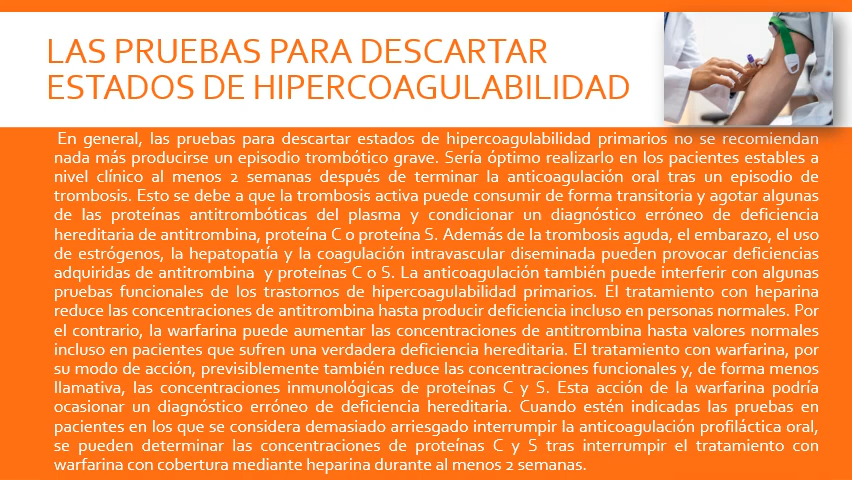 LAS PRUEBAS PARA DESCARTAR
ESTADOS DE HIPERCOAGULABILIDAD
En general, las pruebas para descartar estados de hipercoagulabilidad primarios no se recomiendan
nada más producirse un episodio trombótico grave. Sería óptimo realizarlo en los pacientes estables a
nivel clínico al menos 2 semanas después de terminar la anticoagulación oral tras un episodio de
trombosis. Esto se debe a que la trombosis activa puede consumir de forma transitoria y agotar algunas
de las proteínas antitrombóticas del plasma y condicionar un diagnóstico erróneo de deficiencia
hereditaria de antitrombina, proteína C o proteína S. Además de la trombosis aguda, el embarazo, el uso
de estrógenos, la hepatopatía y la coagulación intravascular diseminada pueden provocar deficiencias
adquiridas de antitrombina y proteínas C o S. La anticoagulación también puede interferir con algunas
pruebas funcionales de los trastornos de hipercoagulabilidad primarios. El tratamiento con heparina
reduce las concentraciones de antitrombina hasta producir deficiencia incluso en personas normales. Por
el contrario, la warfarina puede aumentar las concentraciones de antitrombina hasta valores normales
incluso en pacientes que sufren una verdadera deficiencia hereditaria. El tratamiento con warfarina, por
su modo de acción, previsiblemente también reduce las concentraciones funcionales y, de forma menos
llamativa, las concentraciones inmunológicas de proteínas C y S. Esta acción de la warfarina podría
ocasionar un diagnóstico erróneo de deficiencia hereditaria. Cuando estén indicadas las pruebas en
pacientes en los que se considera demasiado arriesgado interrumpir la anticoagulación profiláctica oral,
se pueden determinar las concentraciones de proteínas C y S tras interrumpir el tratamiento con
warfarina con cobertura mediante heparina durante al menos 2 semanas.